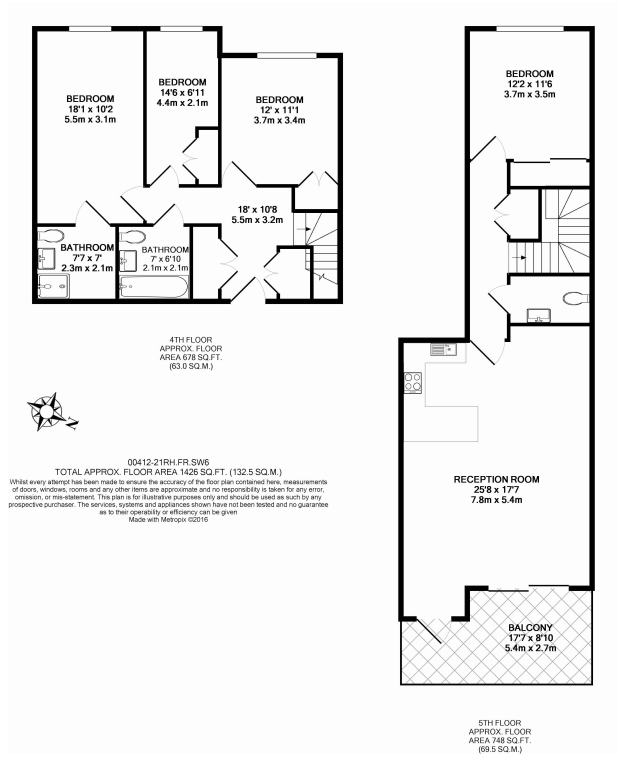 BEDROOM
18'1 x 10'2
5.5m x 3.1m
BEDROOM
14'6 x 6'11
4.4m x 2.1m
BEDROOM
12' x 11'1
3.7m x 3.4m
18' x 10'8
5.5m x 3.2m
BATHROOM
7'7 x 7'
2.3m x 2.1m
BATHROOM
7' x 6'10
2.1m x 2.1m
4TH FLOOR
APPROX. FLOOR
AREA 678 SQ.FT.
(63.0 SQ.M.)
N
00412-21RH.FR.SW6
TOTAL APPROX. FLOOR AREA 1426 SQ.FT. (132.5 SQ.M.)
Whilst every attempt has been made to ensure the accuracy of the floor plan contained here, measurements
of doors, windows, rooms and any other items are approximate and no responsibility is taken for any error,
omission, or mis-statement. This plan is for illustrative purposes only and should be used as such by any
prospective purchaser. The services, systems and appliances shown have not been tested and no guarantee
as to their operability or efficiency can be given
Made with Metropix ©2016
BEDROOM
12'2 x 11'6
3.7m x 3.5m
RECEPTION ROOM
25'8 x 17'7
7.8m x 5.4m
BALCONY
17'7 x 8'10
5.4m x 2.7m
5TH FLOOR
APPROX. FLOOR
AREA 748 SQ.FT.
(69.5 SQ.M.)